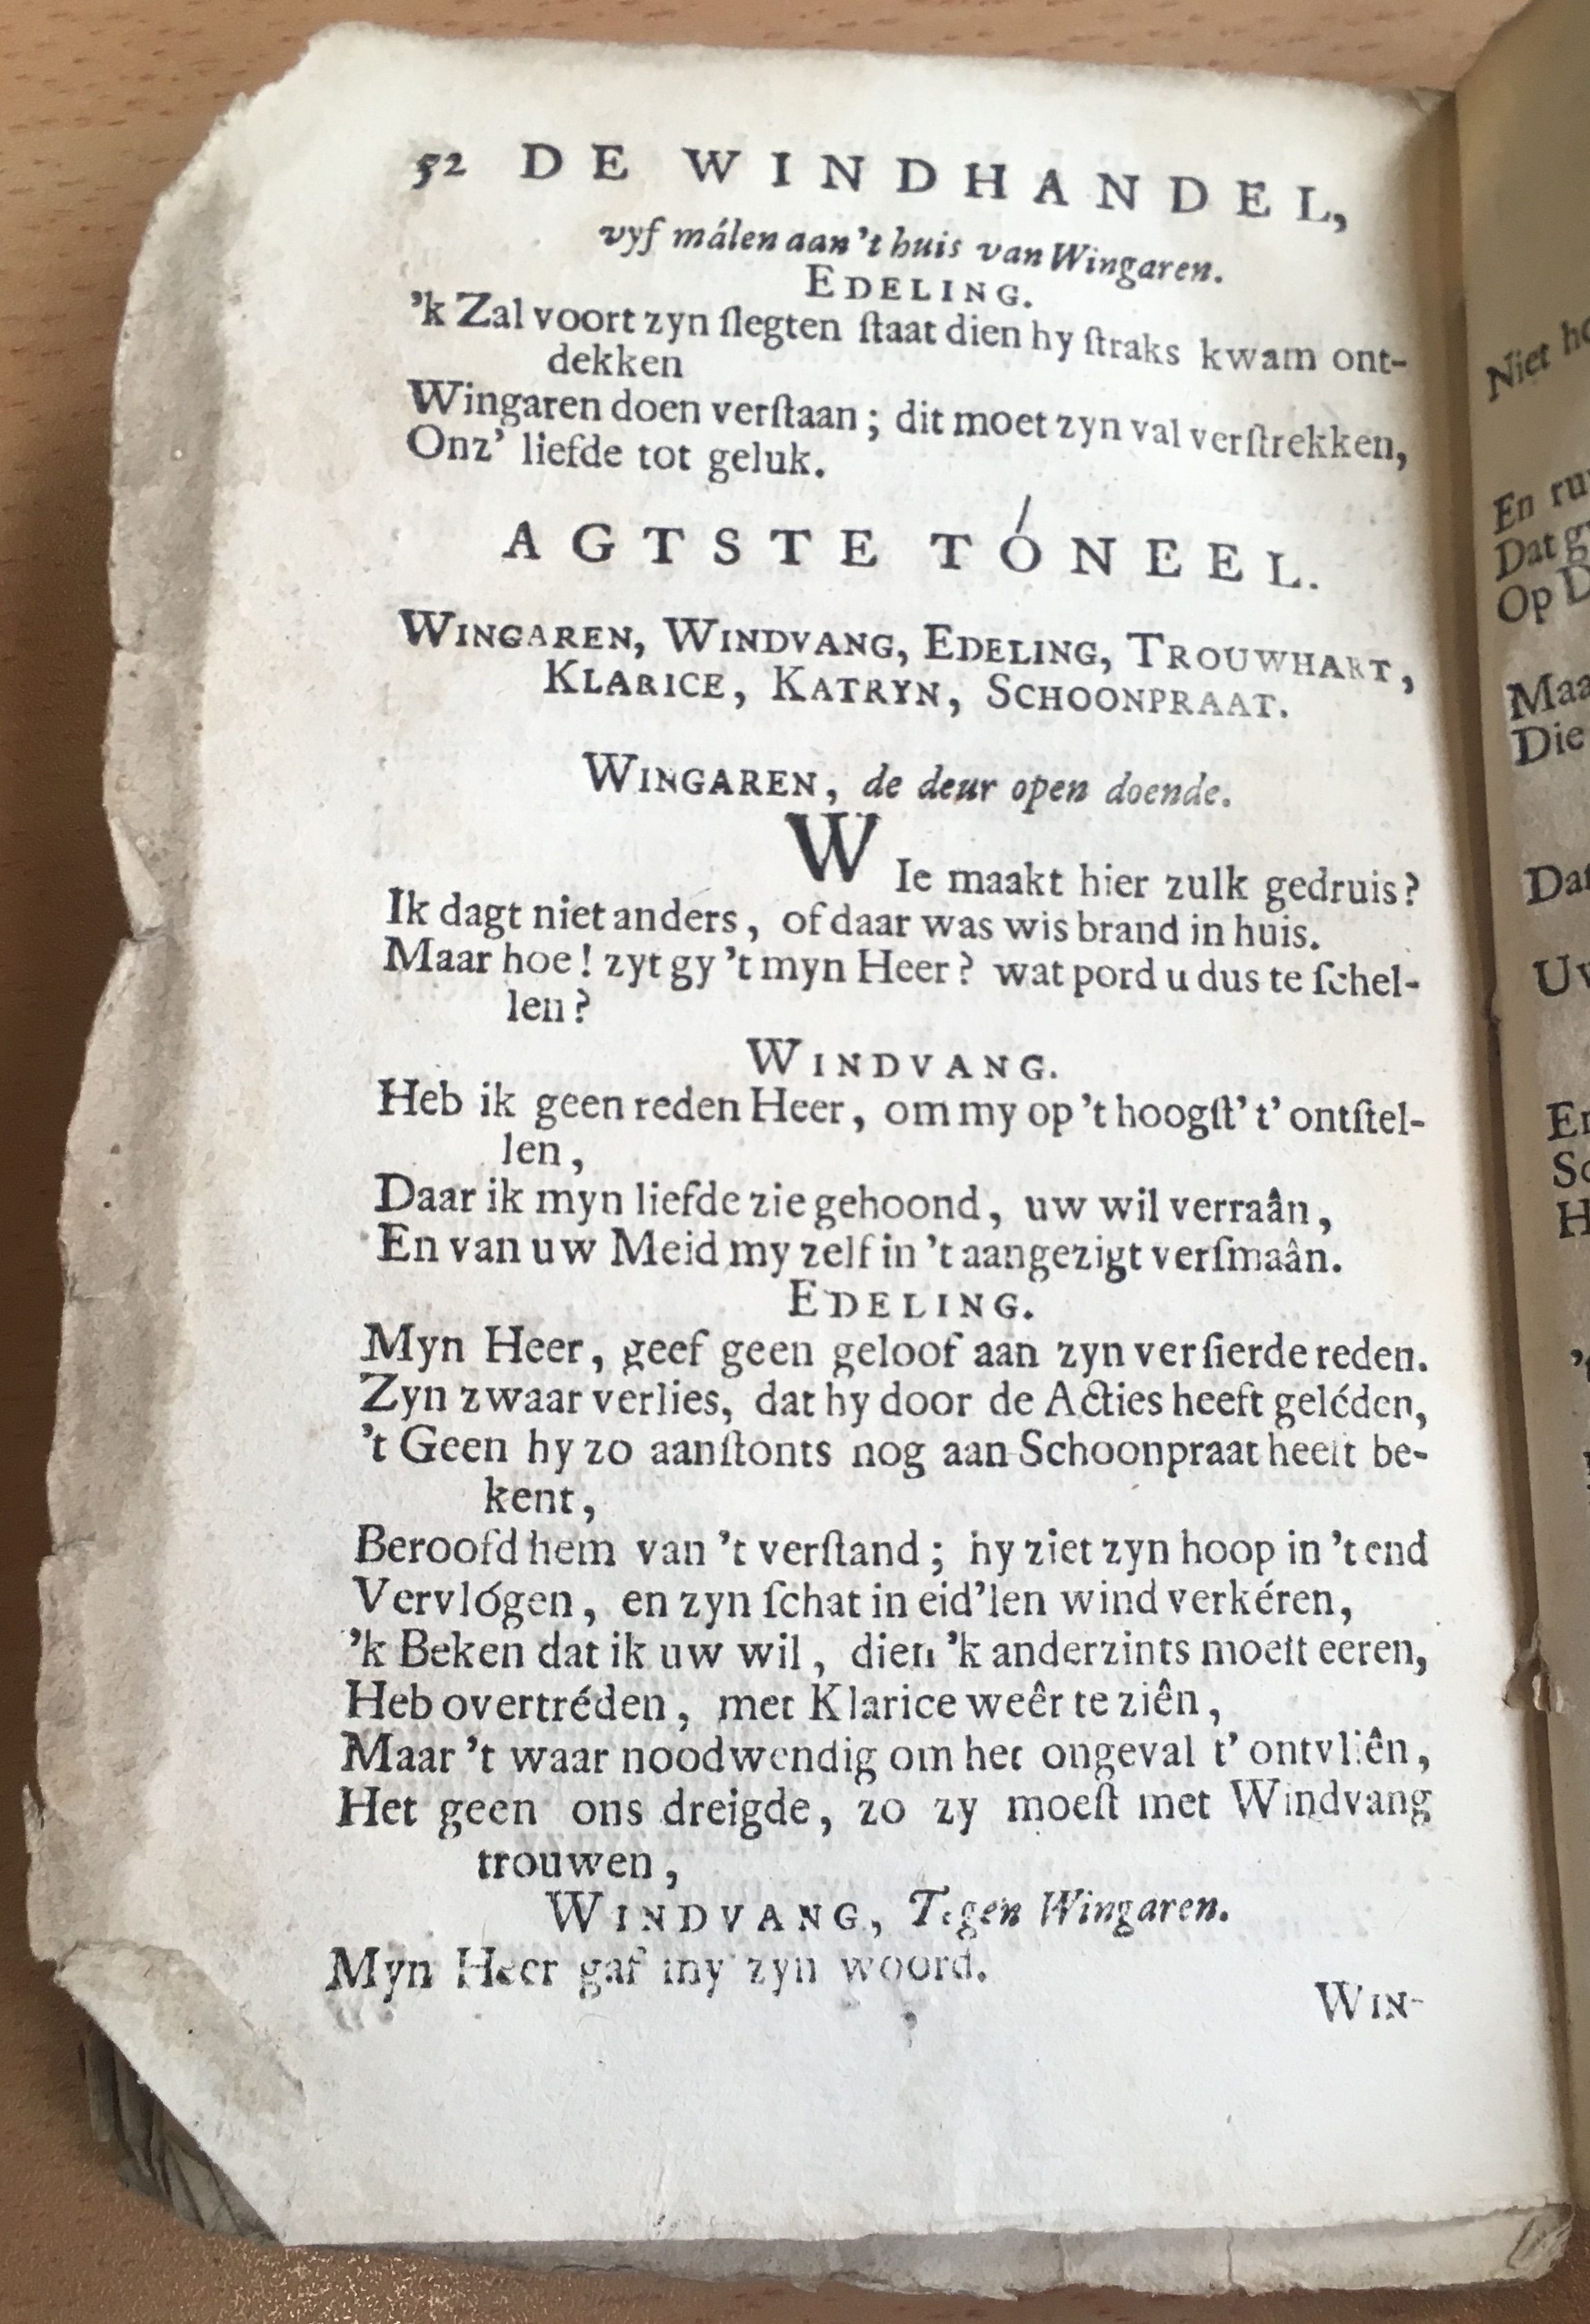 52 DE WINDHANDEL,
vyf málen aan 't huis van Wingaren.
EDELING.
'k Zal voort zyn ſlegten ſtaat dien hy ſtraks kwam ont-
dekken
Wingaren doen verſtaan; dit moet zyn val verſtrekken,
Onz' liefde tot geluk.
AGTSTE TÓNEEL.
WINGAREN, WINDVANG, EDELING, TROUWHART,
KLARICE, KATRYN, SCHOONPRAAT.
WINGAREN, de deur open doende.
WIe maakt hier zulk gedruis?
Ik dagt niet anders, of daar was wis brand in huis.
Maar hoe! zyt gy 't myn Heer? wat pord u dus te ſchel-
len?
WINDVANG.
Heb ik geen reden Heer, om my op 't hoogſt' t' ontſtel-
len,
Daar ik myn liefde zie gehoond, uw wil verraân,
En van uw Meid my zelf in 't aangezigt verſmaân.
EDELING.
Myn Heer, geef geen geloof aan zyn verſierde reden.
Zyn zwaar verlies, dat hy door de Acties heeft geléden,
't Geen hy zo aanſtonts nog aan Schoonpraat heeft be-
kent,
Beroofd hem van 't verſtand; hy ziet zyn hoop in 't end
Vervlógen, en zyn ſchat in eid'len wind verkéren,
'k Beken dat ik uw wil, dien 'k anderzints moeſt eeren,
Heb overtréden, met Klarice weêr te ziên,
Maar 't waar noodwendig om het ongeval t' ontvliên,
Het geen ons dreigde, zo zy moeſt met Windvang
trouwen,
WINDVANG, Tegen Wingaren.
Myn Heer gaf my zyn woord.
WIN-
Niet
En
Dat
Op
Die